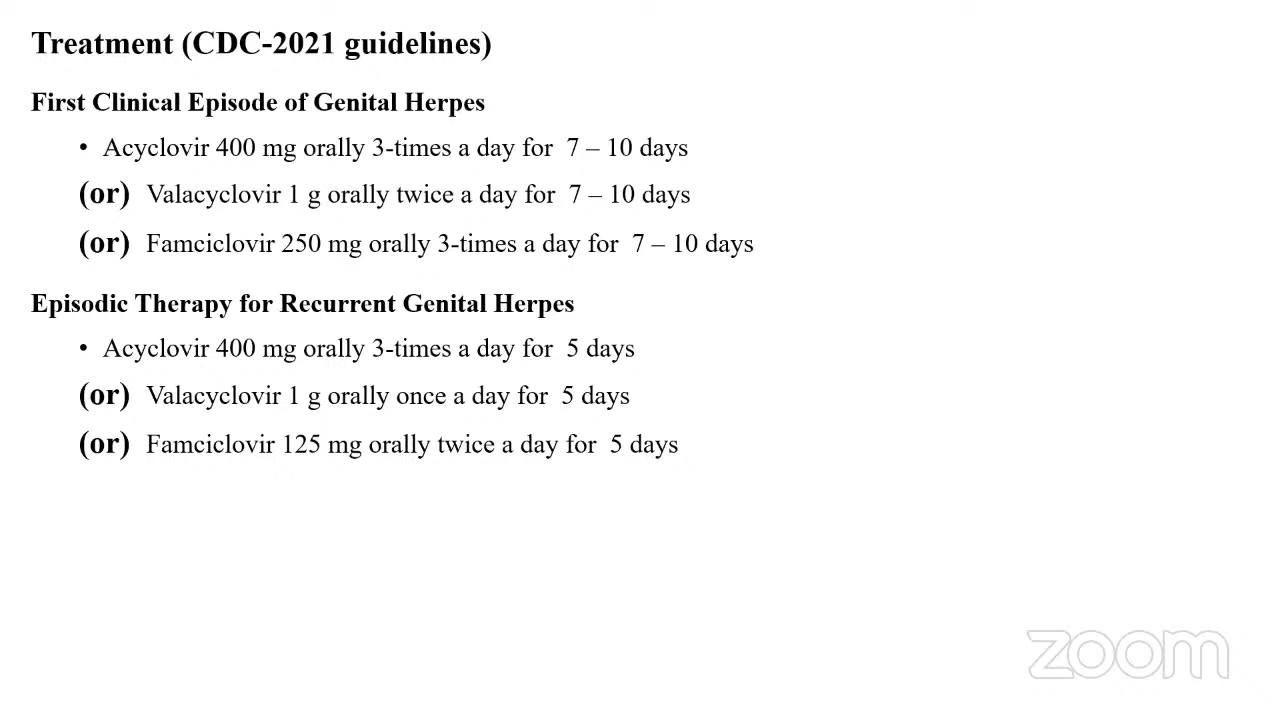 Treatment (CDC-2021 guidelines)
First Clinical Episode of Genital Herpes
• Acyclovir 400 mg orally 3-times a day for 7 – 10 days
(or) Valacyclovir 1 g orally twice a day for 7 – 10 days
(or) Famciclovir 250 mg orally 3-times a day for 7 – 10 days
Episodic Therapy for Recurrent Genital Herpes
• Acyclovir 400 mg orally 3-times a day for 5 days
(or) Valacyclovir 1 g orally once a day for 5 days
(or) Famciclovir 125 mg orally twice a day for 5 days
zoom